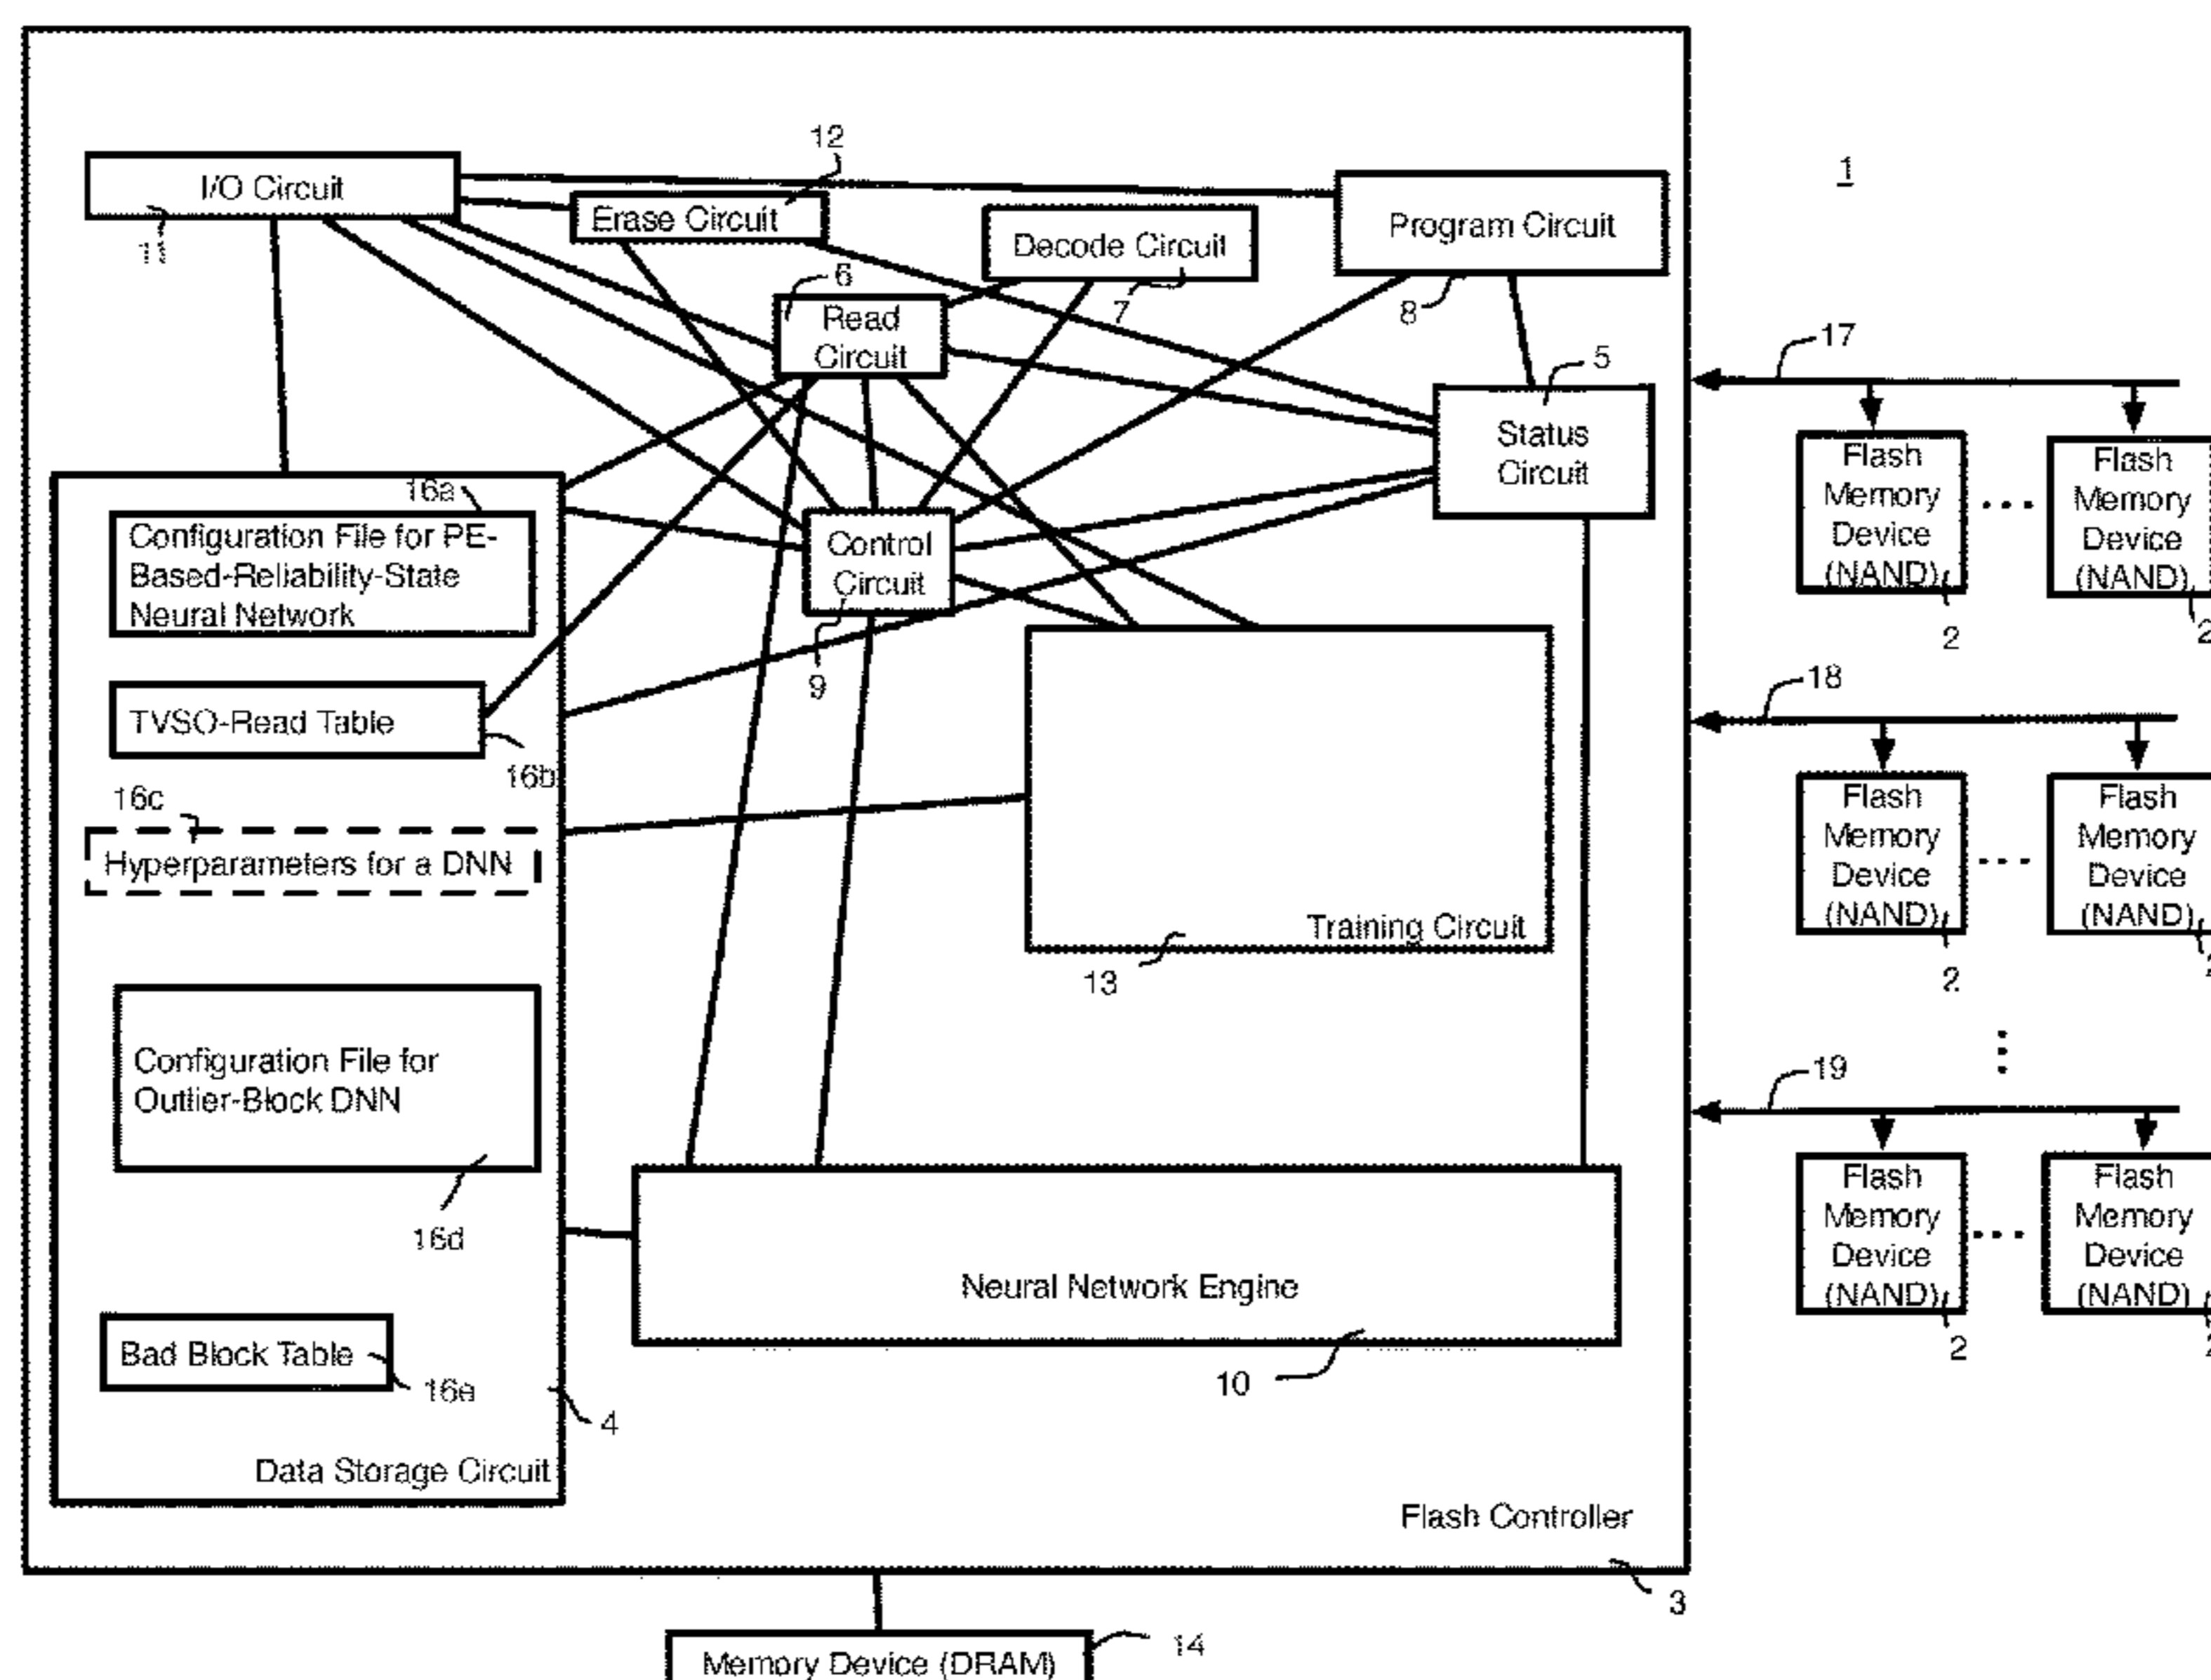 12
1
I/O Circuit
11
Erase Circuit
Decode Circuit
7
Program Circuit
8
6
Read
Circuit
17
5
Status
Circuit
Flash
Memory
Device
(NAND)
2
...
Flash
Memory
Device
(NAND)
2
16a
Configuration File for PE-
Based-Reliability-State
Neural Network
Control
Circuit
9
TVSO-Read Table
16b
18
Flash
Memory
Device
(NAND)
2
...
Flash
Memory
Device
(NAND)
16c
Hyperparameters for a DNN
Training Circuit
13
Configuration File for
Outlier-Block DNN
16d
19
Flash
Memory
Device
(NAND)
2
...
Flash
Memory
Device
(NAND)
Neural Network Engine
10
Bad Block Table
16e
4
Data Storage Circuit
Flash Controller
3
14
Memory Device (DRAM)